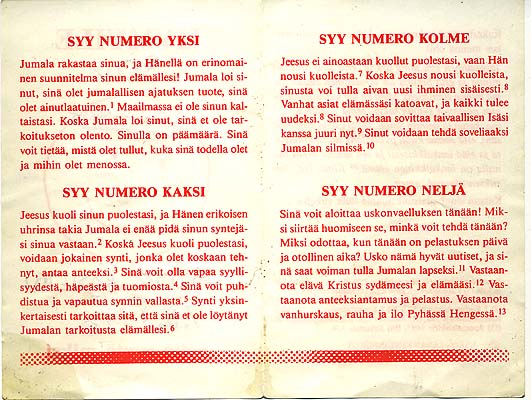 SYY NUMERO YKSI
Jumala rakastaa sinua, ja Hänellä on erinomai-
nen suunnitelma sinun elämällesi! Jumala loi si-
nut, sinä olet jumalallisen ajatuksen tuote, sinä
olet ainutlaatuinen.1 Maailmassa ei ole sinun kal-
taistasi. Koska Jumala loi sinut, sinä et ole tar-
koitukseton olento. Sinulla on päämäärä. Sinä
voit tietää, mistä olet tullut, kuka sinä todella olet
ja mihin olet menossa.
SYY NUMERO KAKSI
Jeesus kuoli sinun puolestasi, ja Hänen erikoisen
uhrinsa takia Jumala ei enää pidä sinun syntejä-
si sinua vastaan.2 Koska Jeesus kuoli puolestasi,
voidaan jokainen synti, jonka olet koskaan teh-
nyt, antaa anteeksi.3 Sinä voit olla vapaa syylli-
syydestä, häpeästä ja tuomiosta.4 Sinä voit puh-
distua ja vapautua synnin vallasta.5 Synti yksin-
kertaisesti tarkoittaa sitä, että sinä et ole löytänyt
Jumalan tarkoitusta elämällesi.6
SYY NUMERO KOLME
Jeesus ei ainoastaan kuollut puolestasi, vaan Hän
nousi kuolleista.7 Koska Jeesus nousi kuolleista,
sinusta voi tulla aivan uusi ihminen sisäisesti.8
Vanhat asiat elämässäsi katoavat, ja kaikki tulee
uudeksi.8 Sinut voidaan sovittaa taivaallisen Isäsi
kanssa juuri nyt.9 Sinut voidaan tehdä soveliaaksi
Jumalan silmissä.10
SYY NUMERO NELJÄ
Sinä voit aloittaa uskonvaelluksen tänään! Mik-
si siirtää huomiseen se, minkä voit tehdä tänään?
Miksi odottaa, kun tänään on pelastuksen päivä
ja otollinen aika? Usko nämä hyvät uutiset, ja si-
nä saat voiman tulla Jumalan lapseksi.11 Vastaan-
ota elävä Kristus sydämeesi ja elämääsi.12 Vas-
taanota anteeksiantamus ja pelastus. Vastaanota
vanhurskaus, rauha ja ilo Pyhässä Hengessä.13